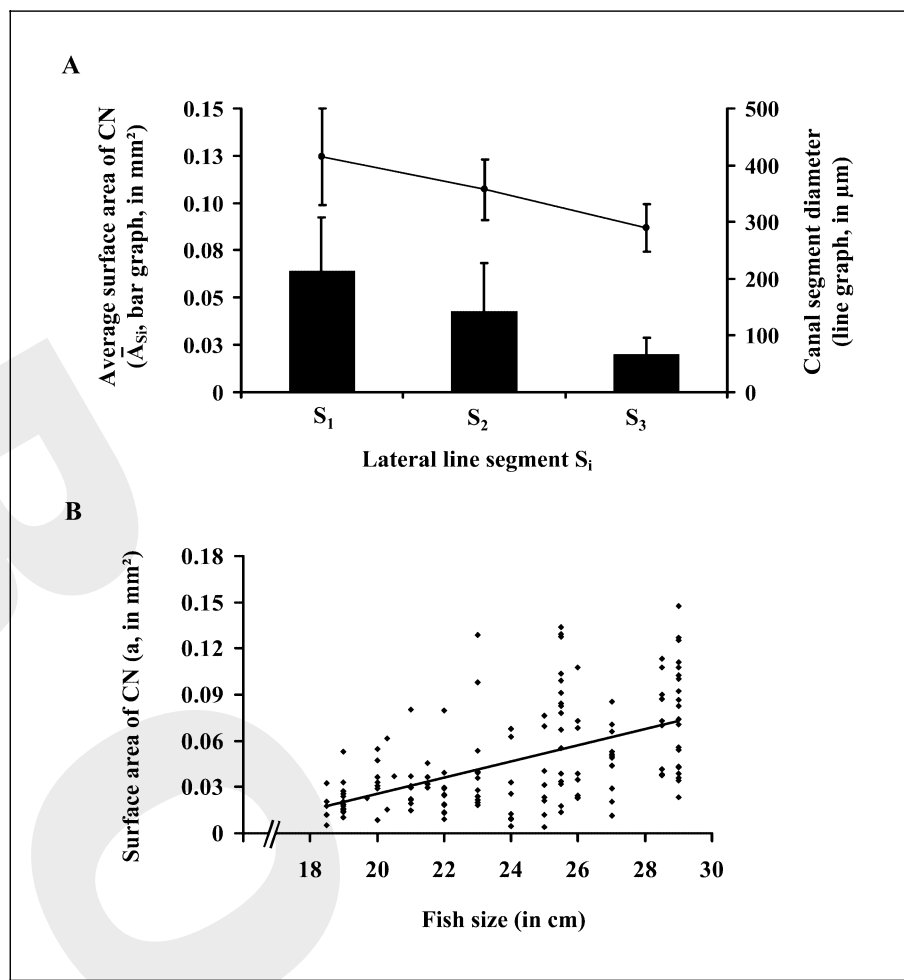 A
Average surface area of CN
(ĀSi, bar graph, in mm²)
0.15
0.13
0.10
0.08
0.05
0.03
0
500
400
300
200
100
0
Canal segment diameter
(line graph, in µm)
S₁ S₂ S₃
Lateral line segment Sᵢ
B
Surface area of CN (a, in mm²)
0.18
0.15
0.12
0.09
0.06
0.03
0
18 20 22 24 26 28 30
Fish size (in cm)